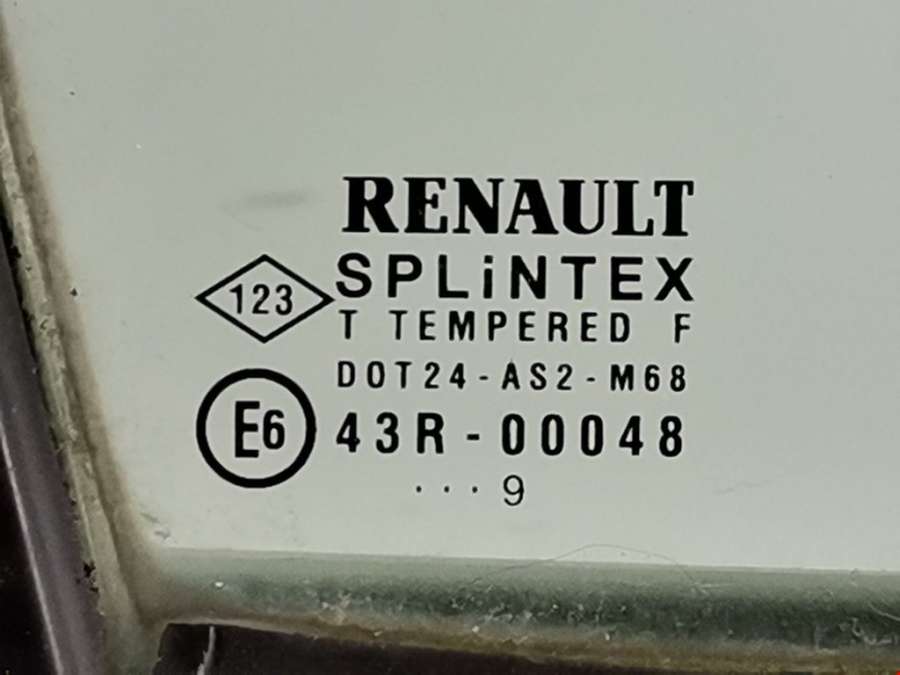 RENAULT
123
SPLiNTEX
T TEMPERED F
DOT24-AS2-M68
E6
43R-00048
...9